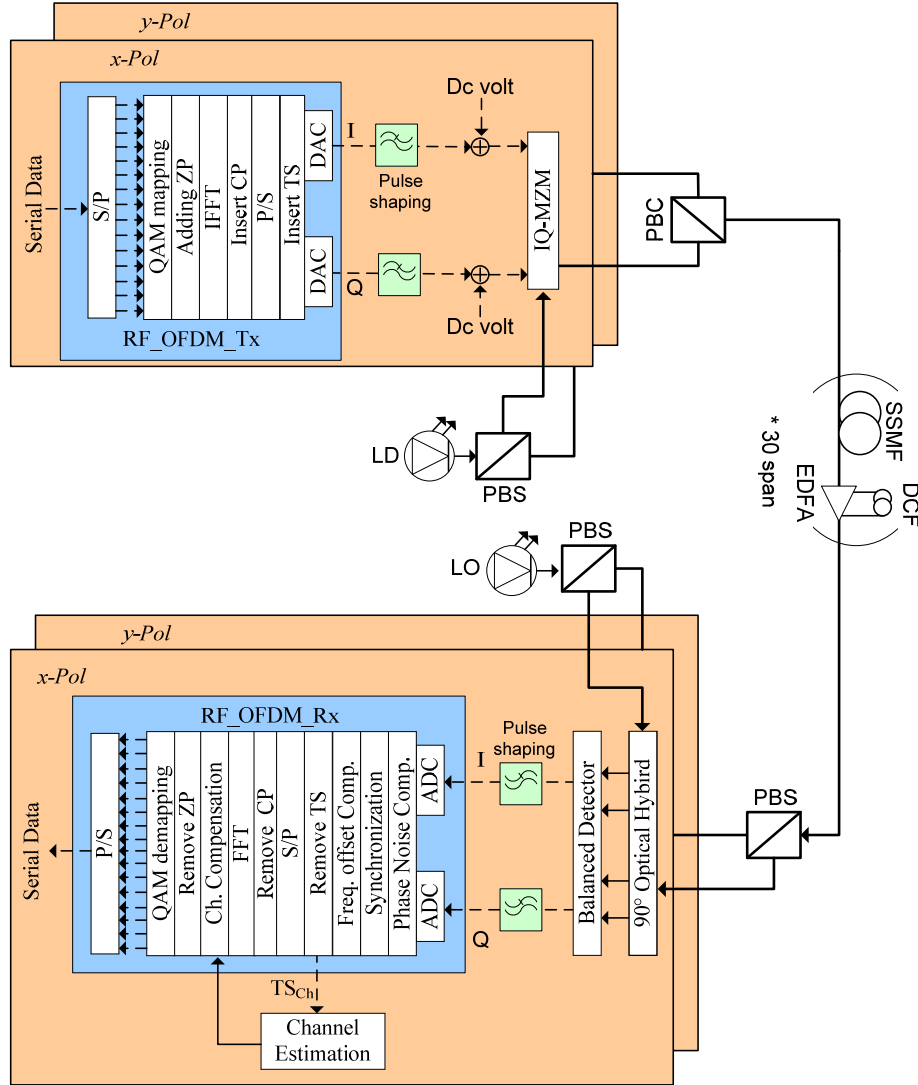 y-Pol
x-Pol
Serial Data
S/P
QAM mapping
Adding ZP
IFFT
Insert CP
P/S
Insert TS
DAC
DAC
RF_OFDM_Tx
I
Pulse
shaping
Q
Dc volt
Dc volt
IQ-MZM
PBC
LD
PBS
SSMF
* 30 span
EDFA
DCF
LO
PBS
y-Pol
x-Pol
RF_OFDM_Rx
Serial Data
P/S
QAM demapping
Remove ZP
Ch. Compensation
FFT
Remove CP
S/P
Remove TS
Freq. offset Comp.
Synchronization
Phase Noise Comp.
ADC
ADC
I
Pulse
shaping
Q
Balanced Detector
90° Optical Hybird
PBS
TSCh
Channel
Estimation